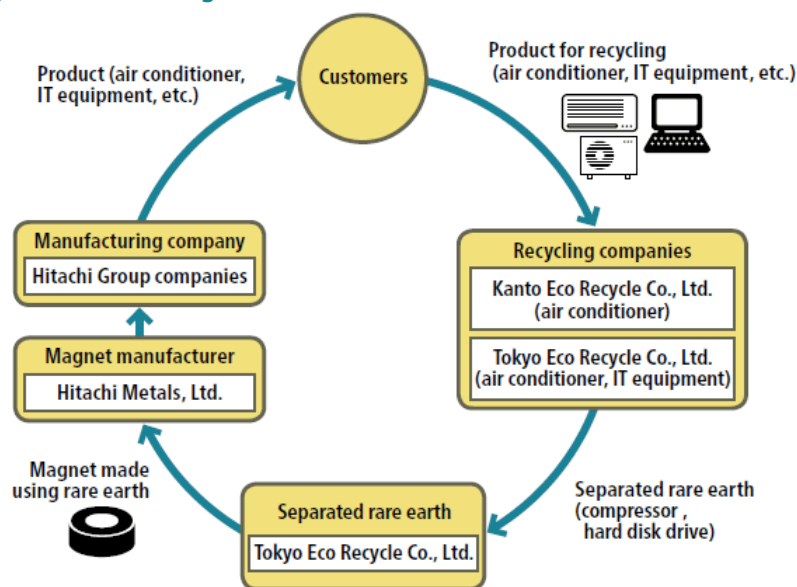 Customers
Product for recycling
(air conditioner, IT equipment, etc.)
Recycling companies
Kanto Eco Recycle Co., Ltd.
(air conditioner)
Tokyo Eco Recycle Co., Ltd.
(air conditioner, IT equipment)
Separated rare earth
(compressor ,
hard disk drive)
Separated rare earth
Tokyo Eco Recycle Co., Ltd.
Magnet made
using rare earth
Magnet manufacturer
Hitachi Metals, Ltd.
Manufacturing company
Hitachi Group companies
Product (air conditioner,
IT equipment, etc.)